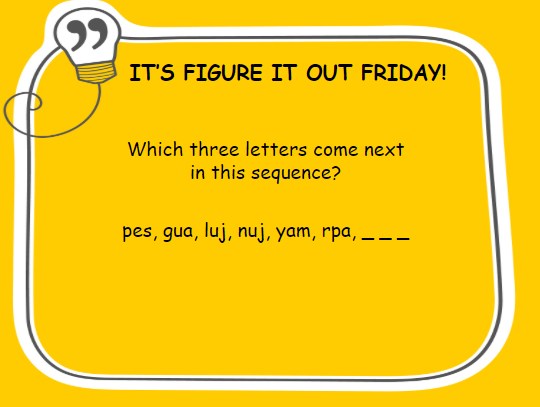 IT'S FIGURE IT OUT FRIDAY!
Which three letters come next
in this sequence?
pes, gua, luj, nuj, yam, rpa, _ _ _